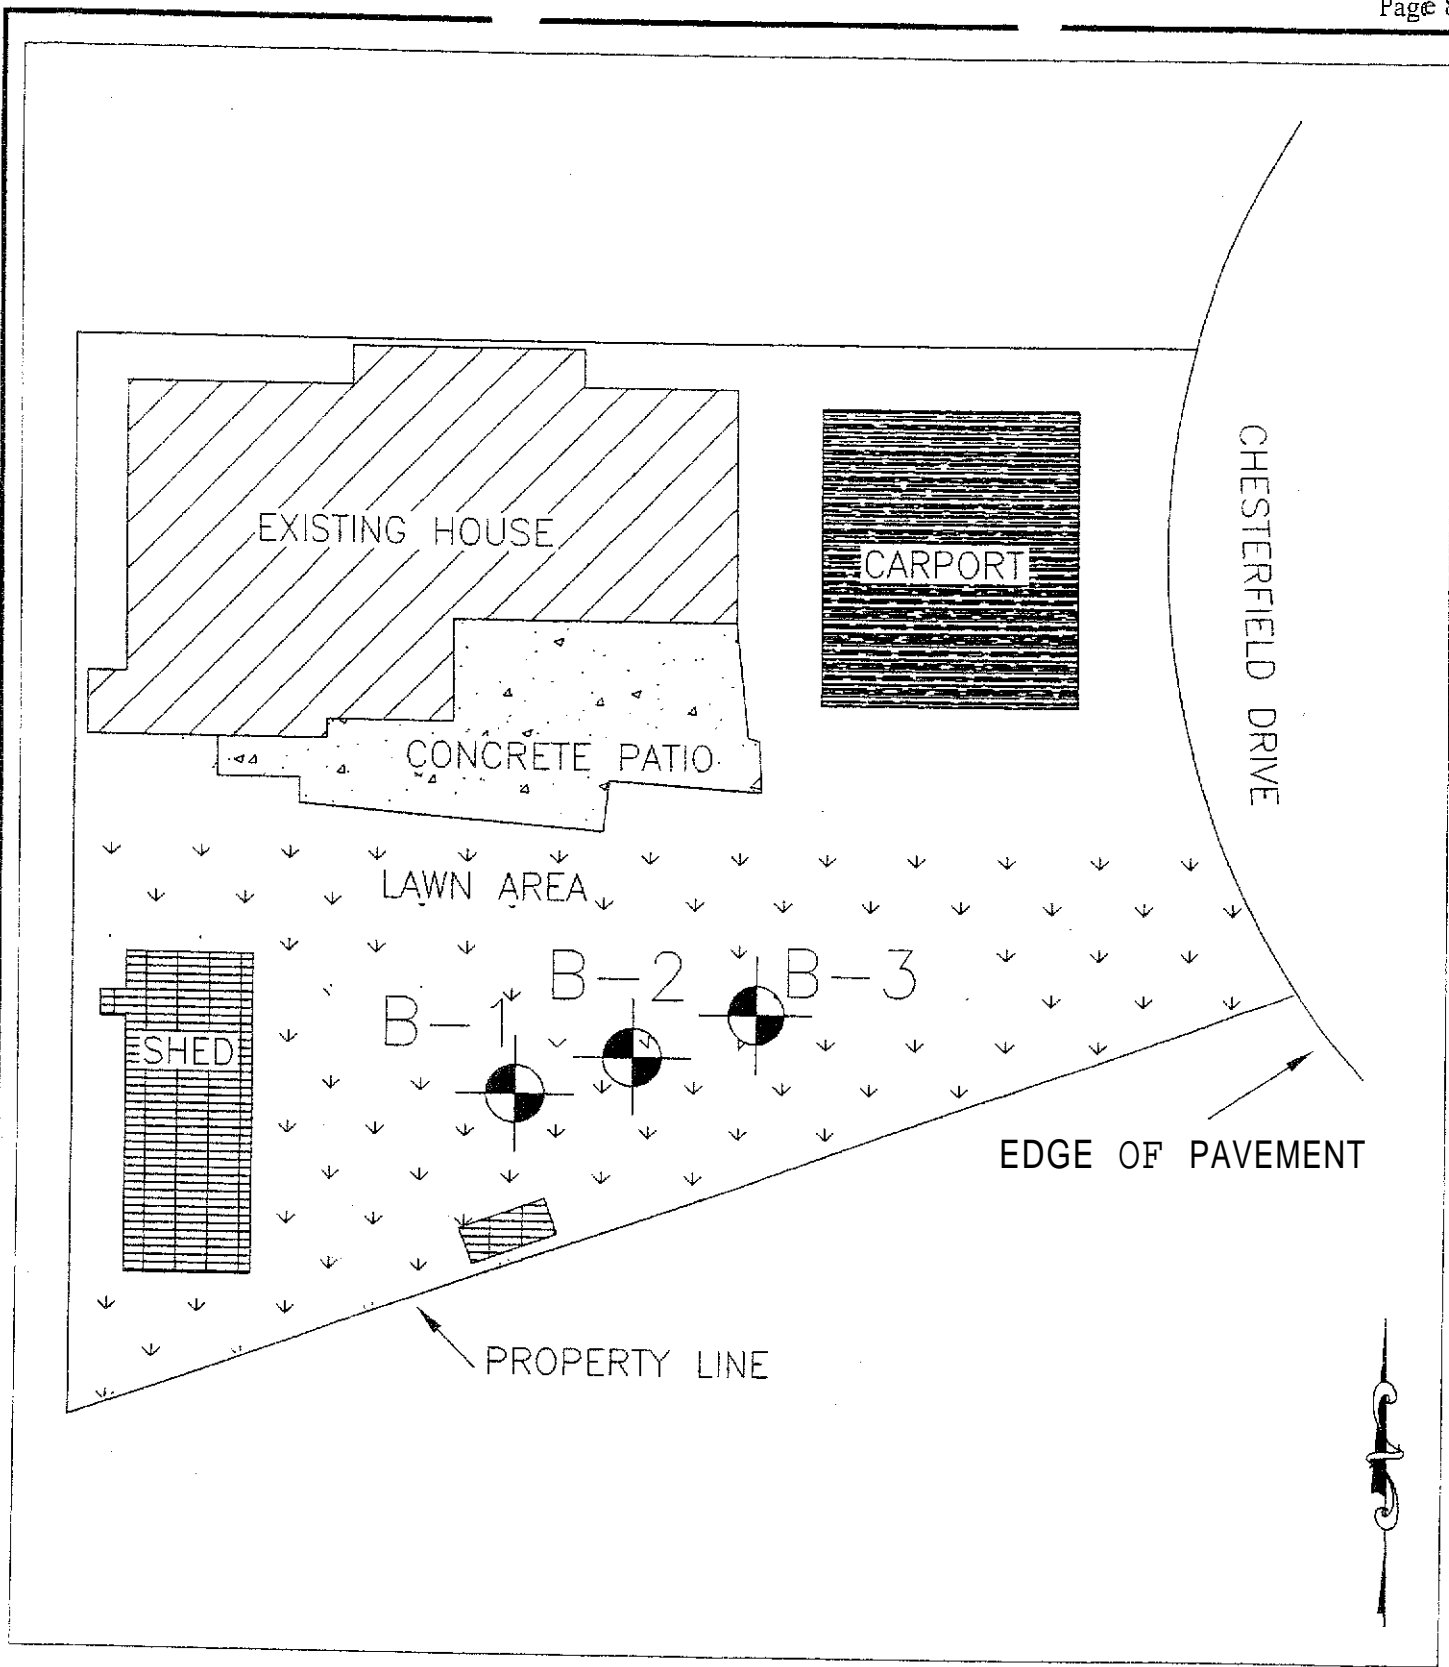 Page 8
EXISTING HOUSE
CARPORT
CHESTERFIELD DRIVE
CONCRETE PATIO
LAWN AREA
B-1
B-2
B-3
SHED
EDGE OF PAVEMENT
PROPERTY LINE